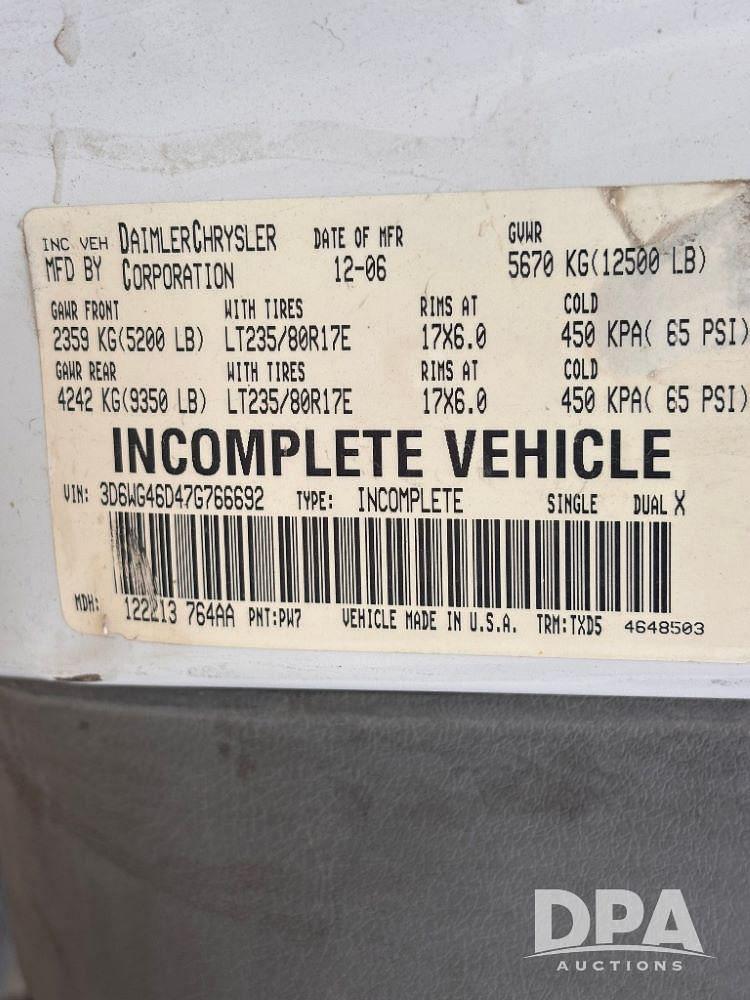 INC VEH DAIMLERCHRYSLER DATE OF MFR GVWR
MFD BY CORPORATION 12-06 5670 KG(12500 LB)
GAWR FRONT WITH TIRES RIMS AT COLD
2359 KG(5200 LB) LT235/80R17E 17X6.0 450 KPA( 65 PSI)
GAWR REAR WITH TIRES RIMS AT COLD
4242 KG(9350 LB) LT235/80R17E 17X6.0 450 KPA( 65 PSI)
INCOMPLETE VEHICLE
VIN: 3D6WG46D47G766692 TYPE: INCOMPLETE SINGLE DUAL X
MDH: 122213 764AA PNT:PW7 VEHICLE MADE IN U.S.A. TRM:TXD5 4648503
DPA
AUCTIONS